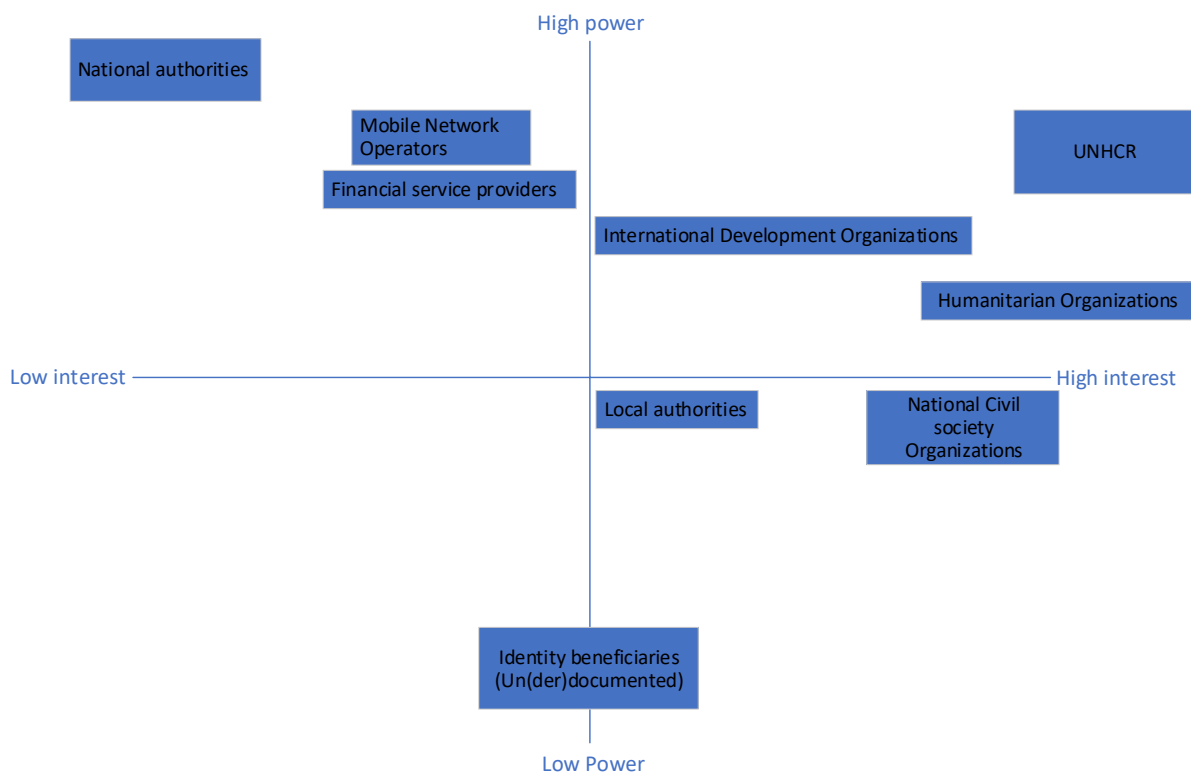 High power
National authorities
Mobile Network
Operators
UNHCR
Financial service providers
International Development Organizations
Humanitarian Organizations
Low interest
High interest
Local authorities
National Civil
society
Organizations
Identity beneficiaries
(Un(der)documented)
Low Power